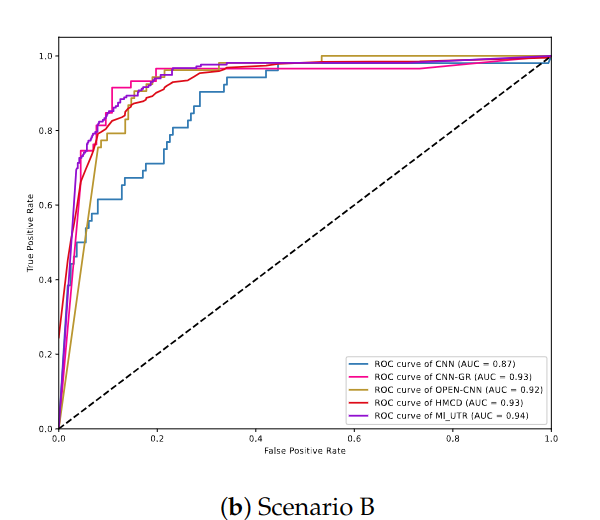 1.0
0.8
0.6
0.4
0.2
0.0
True Positive Rate
0.0 0.2 0.4 0.6 0.8 1.0
False Positive Rate
ROC curve of CNN (AUC = 0.87)
ROC curve of CNN-GR (AUC = 0.93)
ROC curve of OPEN-CNN (AUC = 0.92)
ROC curve of HMCD (AUC = 0.93)
ROC curve of MI_UTR (AUC = 0.94)
(b) Scenario B